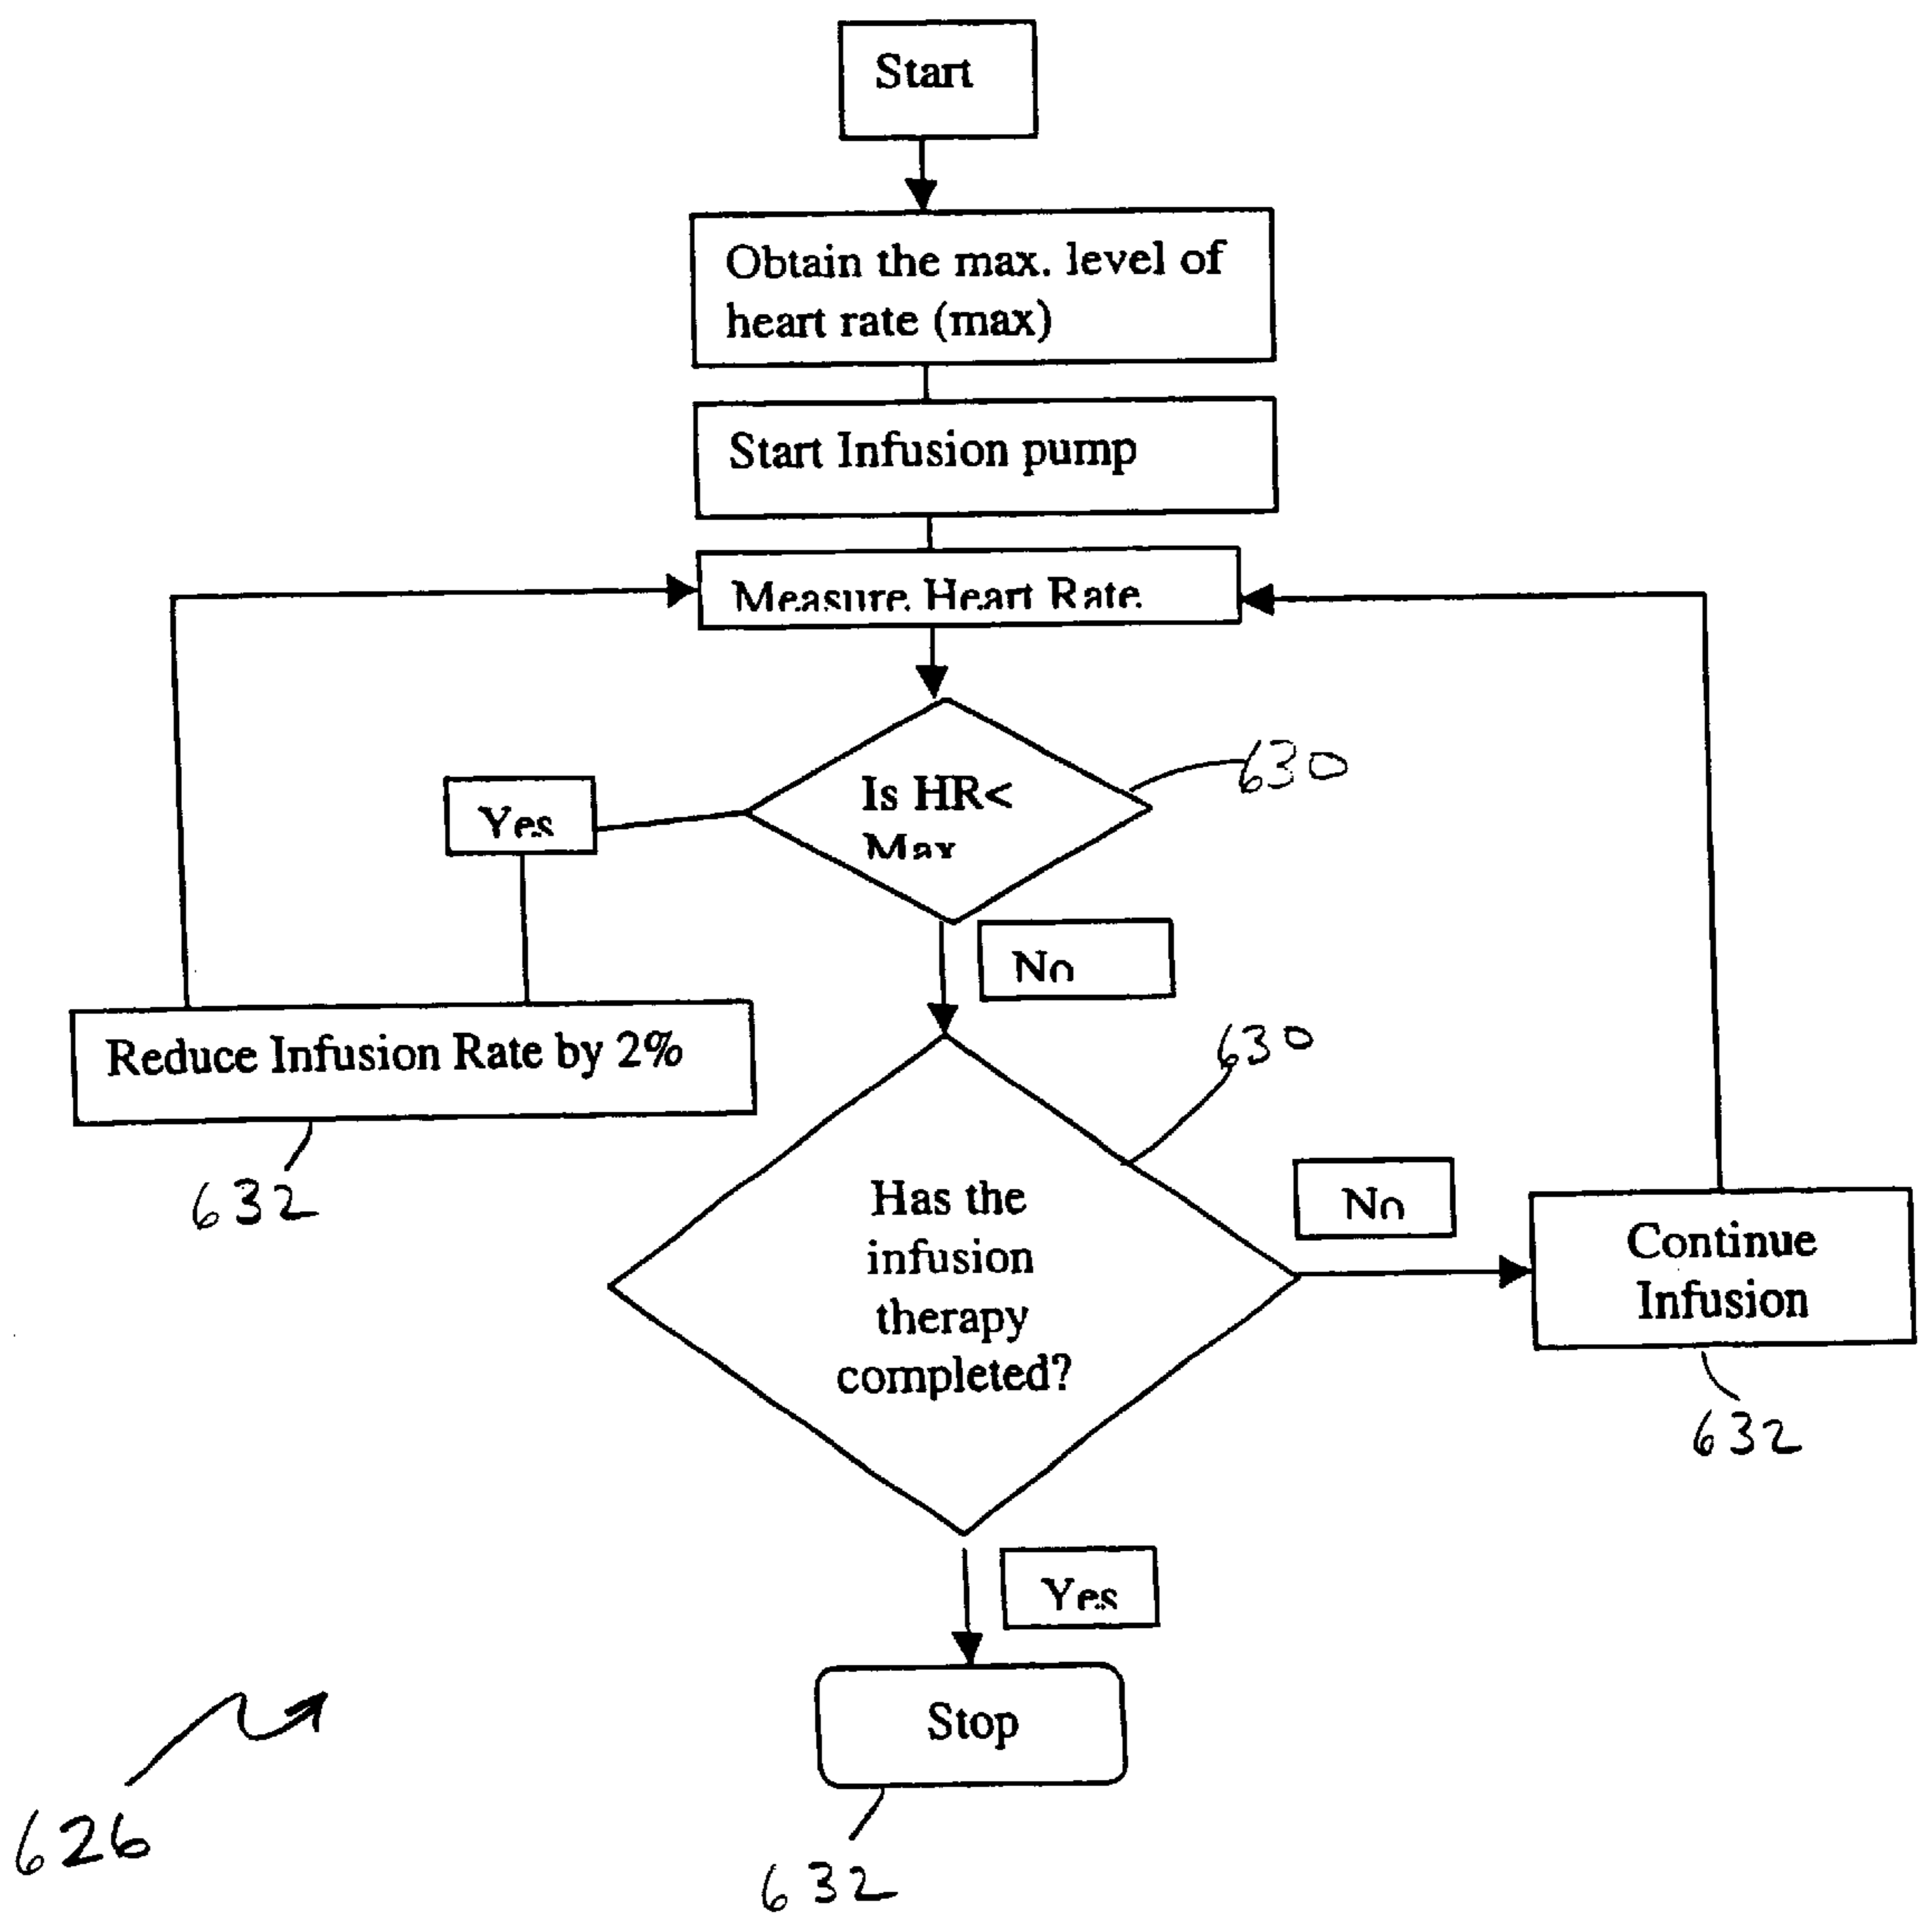 Start
Obtain the max. level of
heart rate (max)
Start Infusion pump
Measure Heart Rate.
Is HR<
Max
630
Yes
No
Reduce Infusion Rate by 2%
632
630
Has the
infusion
therapy
completed?
No
Continue
Infusion
632
Yes
Stop
632
626